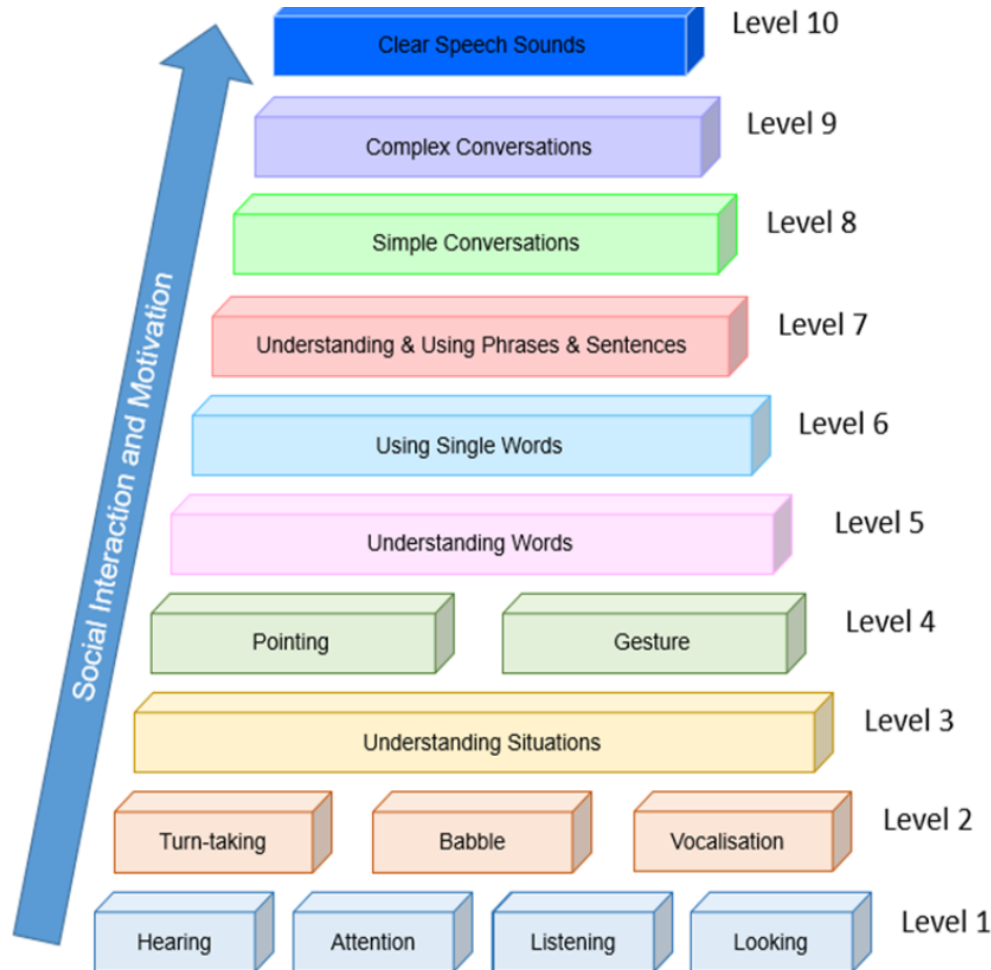 Clear Speech Sounds
Level 10
Complex Conversations
Level 9
Simple Conversations
Level 8
Understanding & Using Phrases & Sentences
Level 7
Using Single Words
Level 6
Understanding Words
Level 5
Pointing
Gesture
Level 4
Understanding Situations
Level 3
Turn-taking
Babble
Vocalisation
Level 2
Hearing
Attention
Listening
Looking
Level 1
Social Interaction and Motivation